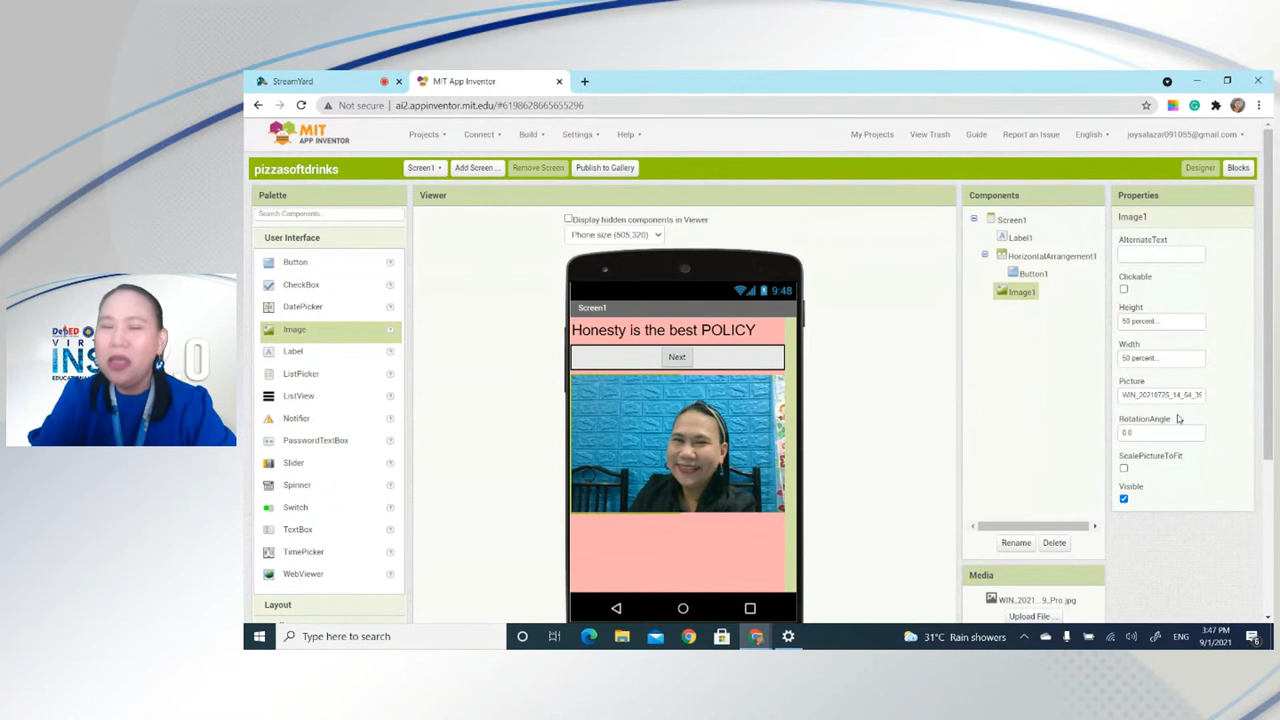 StreamYard
MIT App Inventor
Not secure
ai2.appinventor.mit.edu/#6198628665655296
MIT
APP INVENTOR
Projects
Connect
Build
Settings
Help
My Projects
View Trash
Guide
Report an Issue
English
joysalazar091055@gmail.com
pizzasoftdrinks
Screen1
Add Screen ...
Remove Screen
Publish to Gallery
Designer
Blocks
Palette
Search Components...
User Interface
Button
CheckBox
DatePicker
Image
Label
ListPicker
ListView
Notifier
PasswordTextBox
Slider
Spinner
Switch
TextBox
TimePicker
WebViewer
Layout
Viewer
Display hidden components in Viewer
Phone size (505,320)
9:48
Screen1
Honesty is the best POLICY
Next
Components
Screen1
Label1
HorizontalArrangement1
Button1
Image1
Rename
Delete
Media
WIN_2021...9_Pro.jpg
Upload File ...
Properties
Image1
AlternateText
Clickable
Height
50 percent...
Width
50 percent...
Picture
WIN_20210725_14_54_39
RotationAngle
0.0
ScalePictureToFit
Visible
Type here to search
31°C Rain showers
ENG
3:47 PM
9/1/2021
6